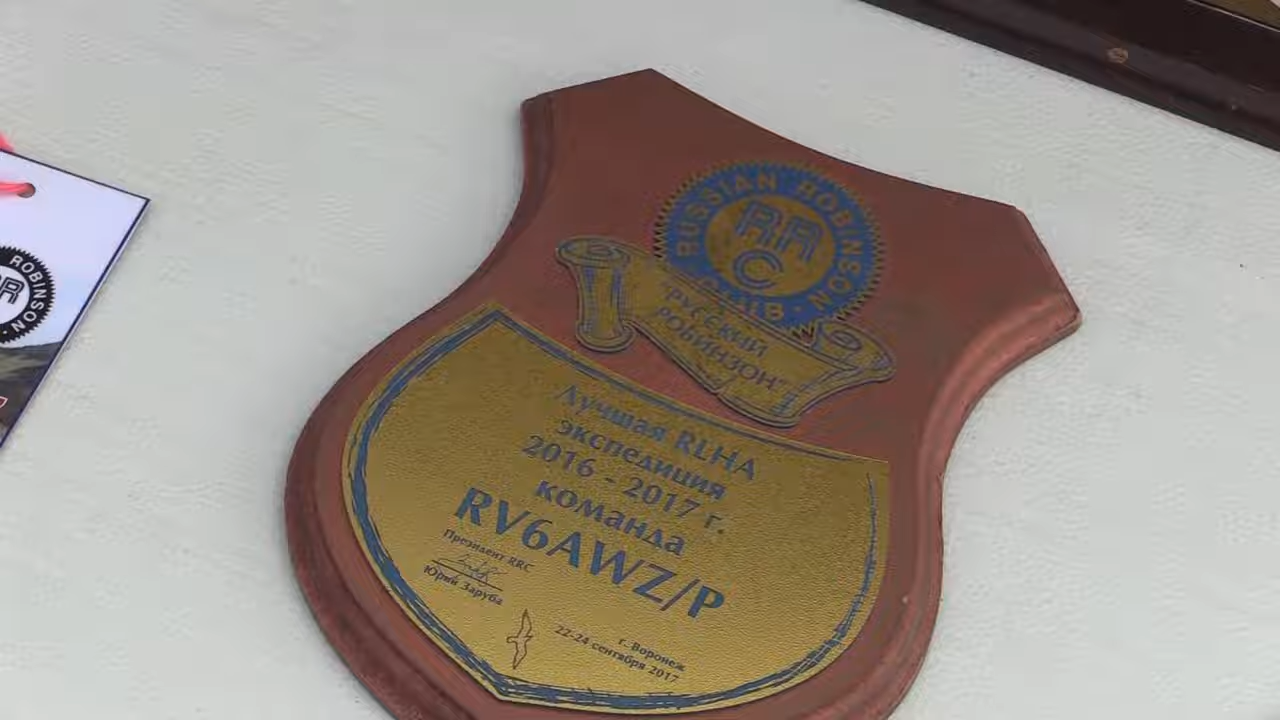 RUSSIAN ROBINSON CLUB
RR
C
"РУССКИЙ
РОБИНЗОН"
Лучшая RLHA
экспедиция
2016 - 2017 г.
команда
RV6AWZ/P
Президент RRC
Юрий Заруба
г. Воронеж
22-24 сентября 2017
ROBINSON